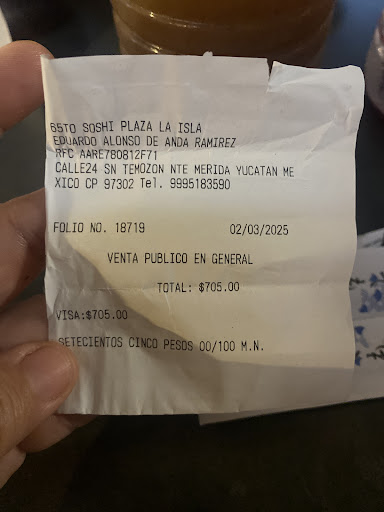 65TO SOSHI PLAZA LA ISLA
EDUARDO ALONSO DE ANDA RAMIREZ
RFC AARE780812F71
CALLE24 SN TEMOZON NTE MERIDA YUCATAN ME
XICO CP 97302 Tel. 9995183590
FOLIO NO. 18719 02/03/2025
VENTA PUBLICO EN GENERAL
TOTAL: $705.00
VISA:$705.00
SETECIENTOS CINCO PESOS 00/100 M.N.